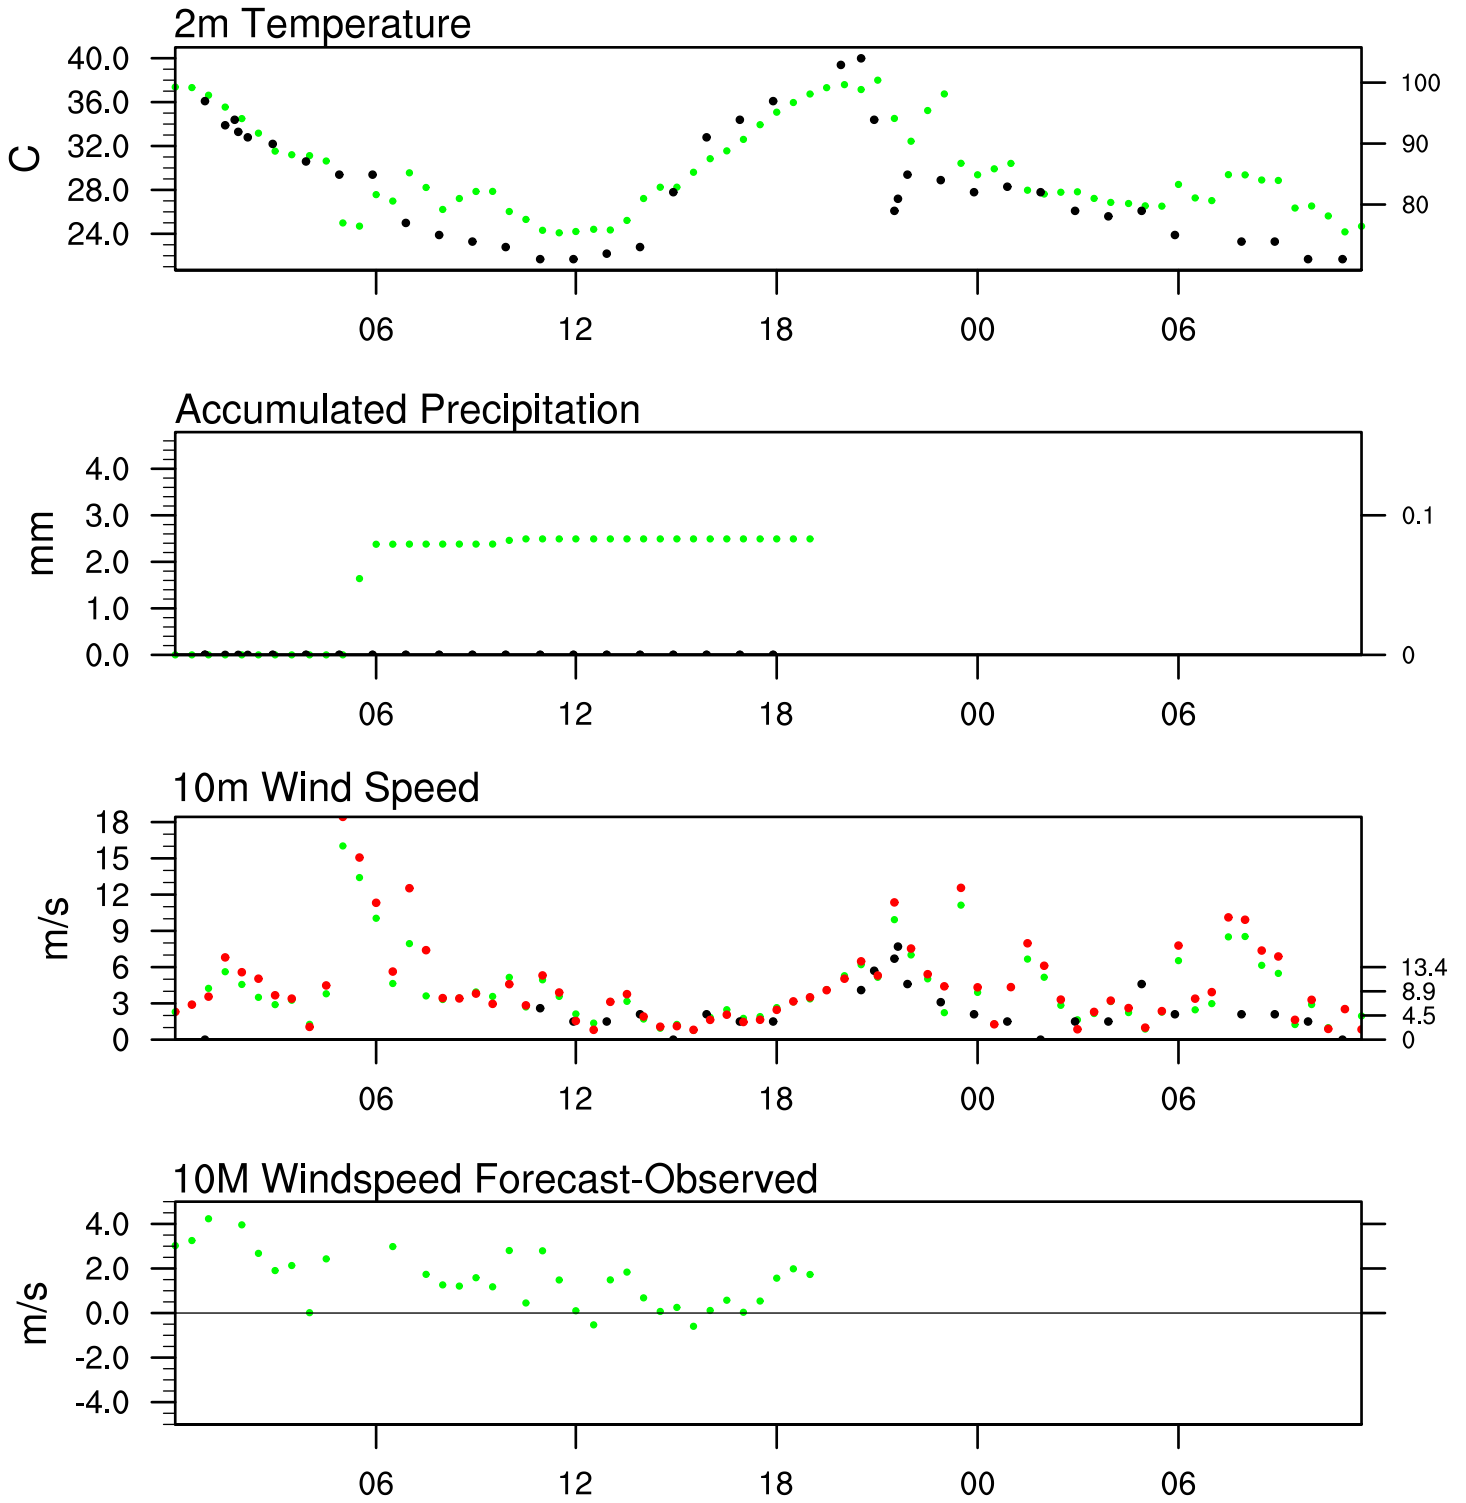 2m Temperature
40.0
36.0
32.0
28.0
24.0
C
100
90
80
06 12 18 00 06
Accumulated Precipitation
4.0
3.0
2.0
1.0
0.0
mm
0.1
0
06 12 18 00 06
10m Wind Speed
18
15
12
9
6
3
0
m/s
13.4
8.9
4.5
0
06 12 18 00 06
10M Windspeed Forecast-Observed
4.0
2.0
0.0
-2.0
-4.0
m/s
06 12 18 00 06